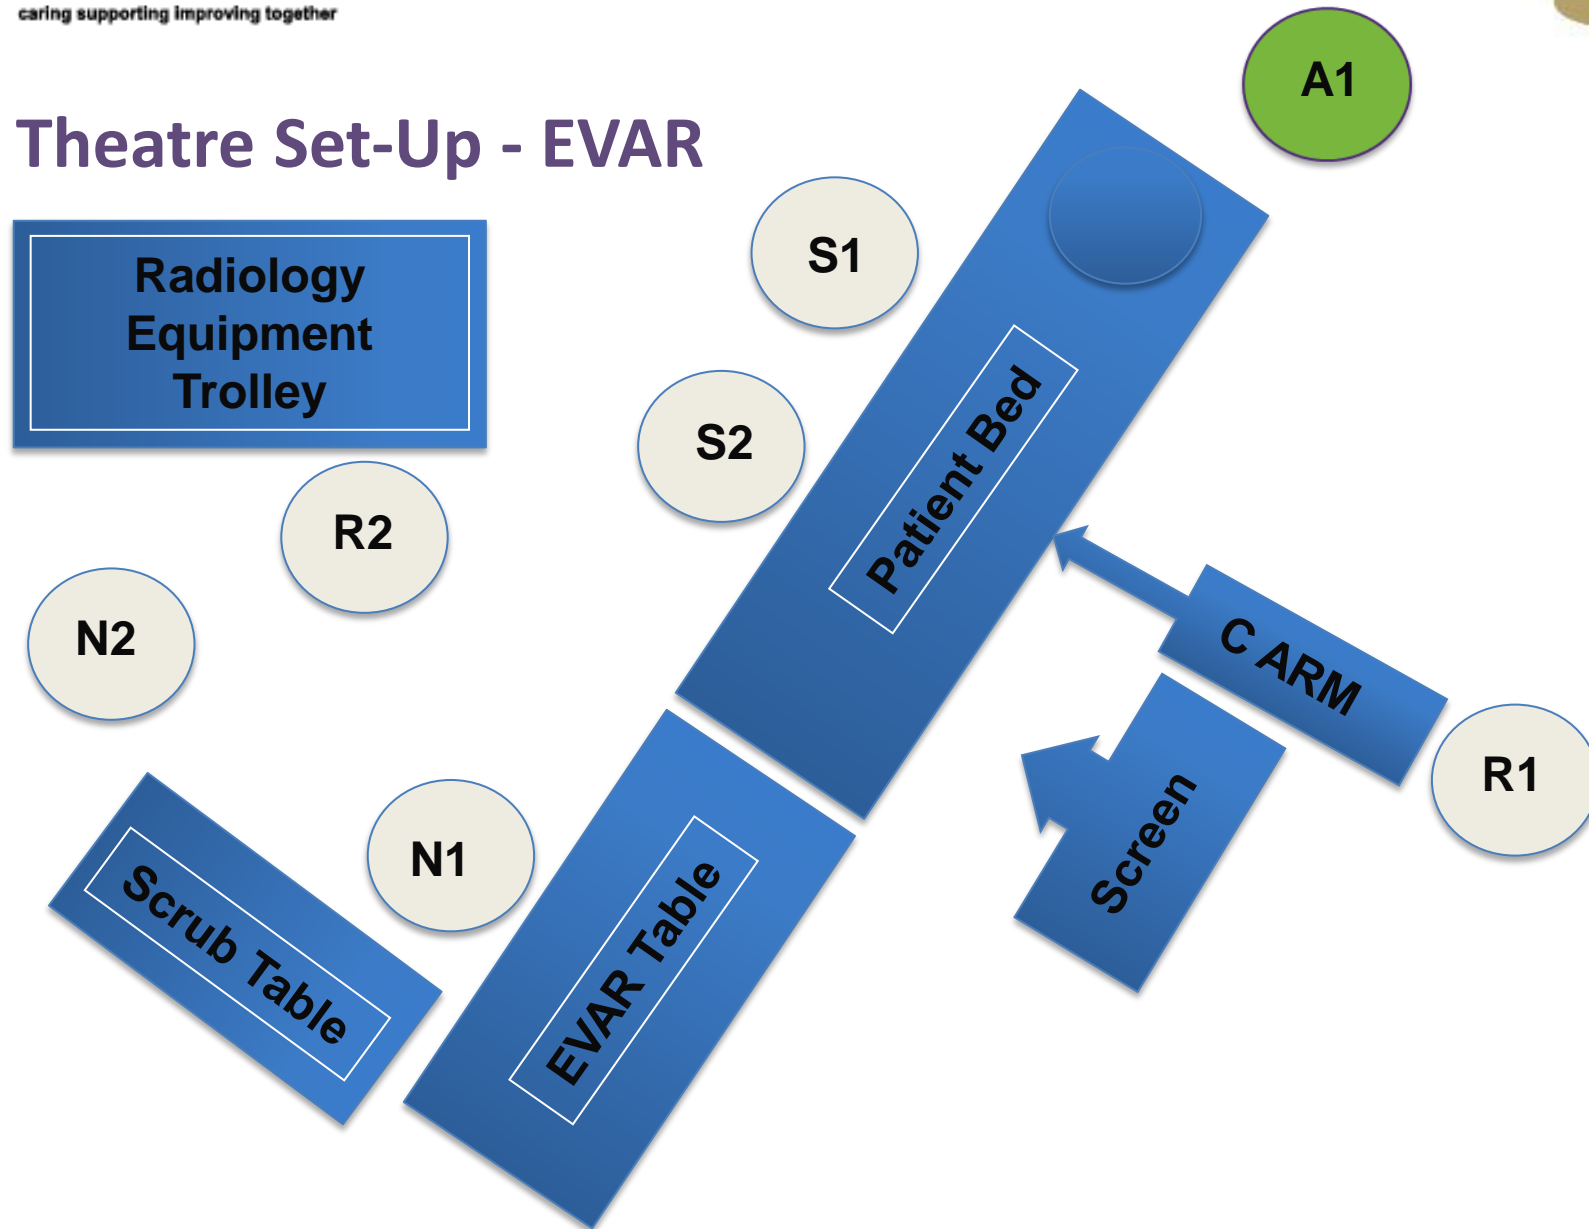 caring supporting improving together
Theatre Set-Up - EVAR
A1
Radiology
Equipment
Trolley
S1
S2
R2
N2
N1
Patient Bed
C ARM
R1
Screen
Scrub Table
EVAR Table